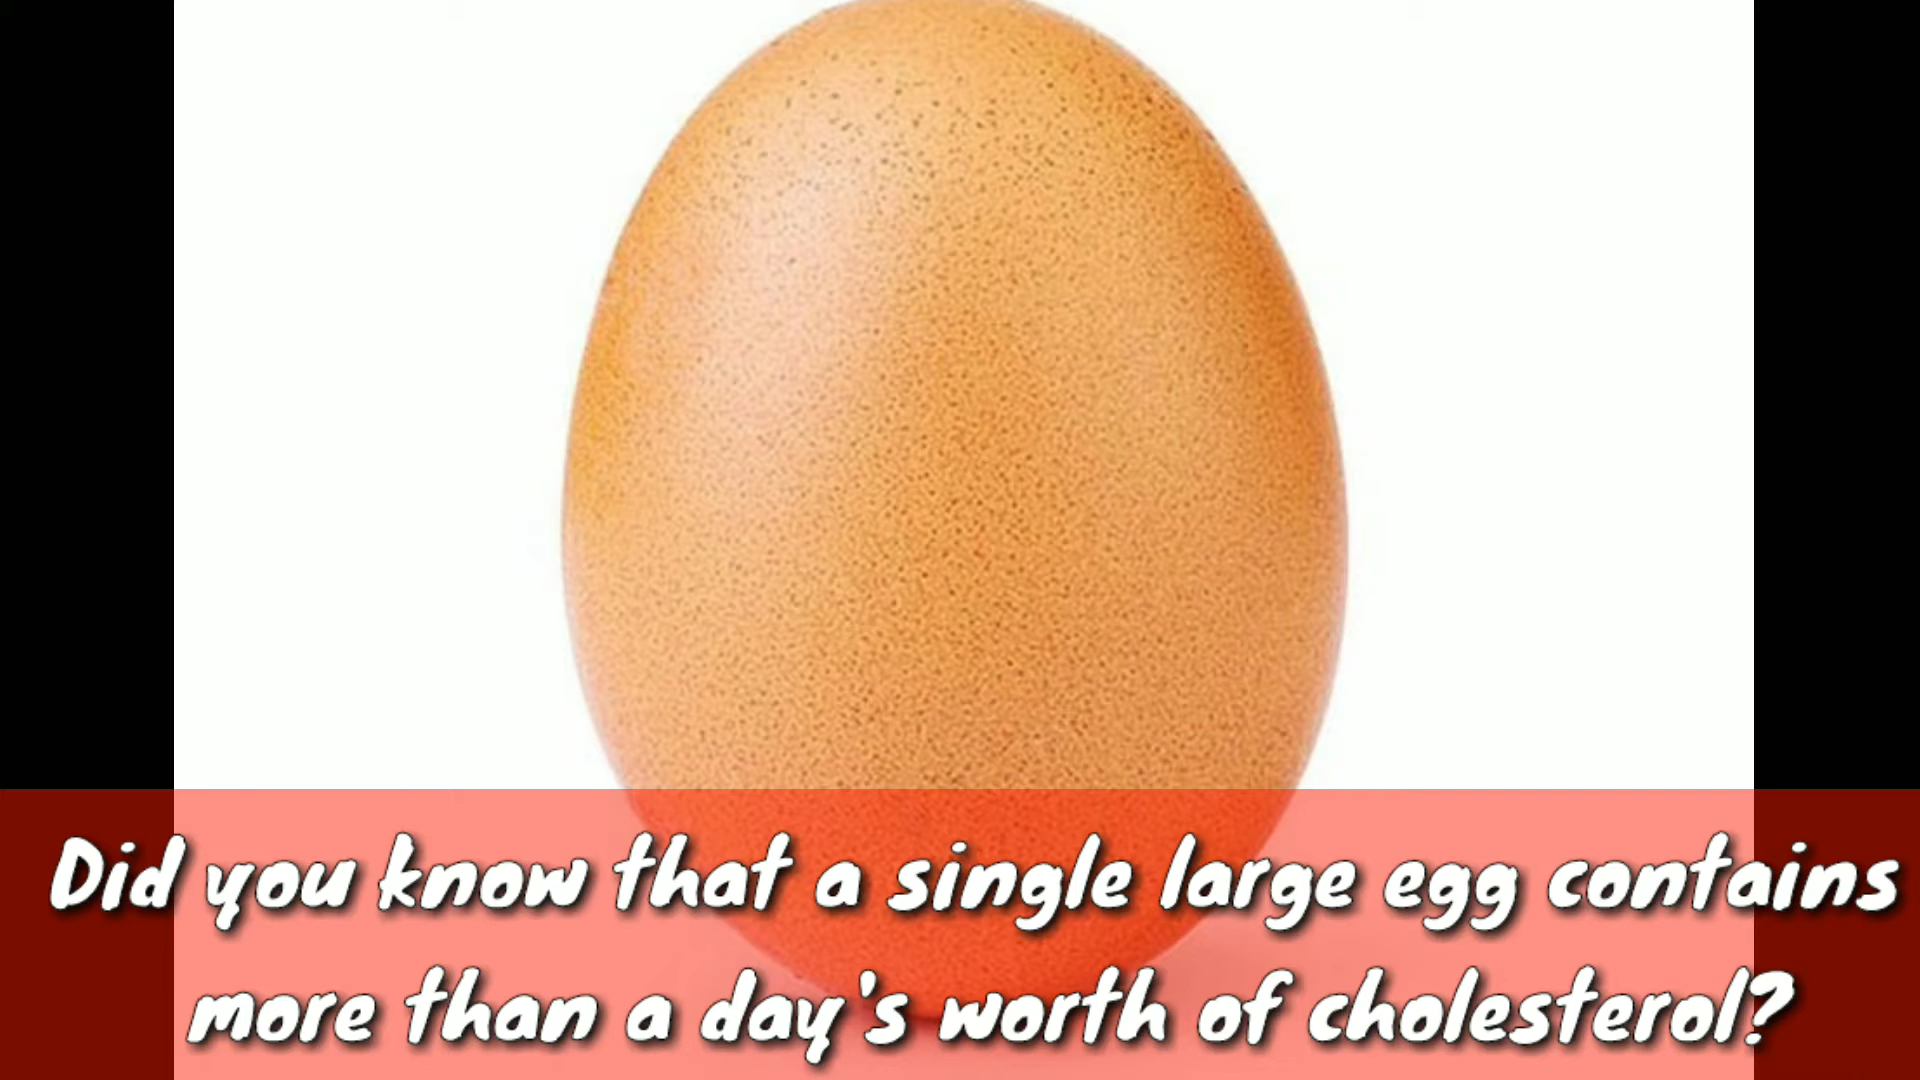 Did you know that a single large egg contains
more than a day's worth of cholesterol?